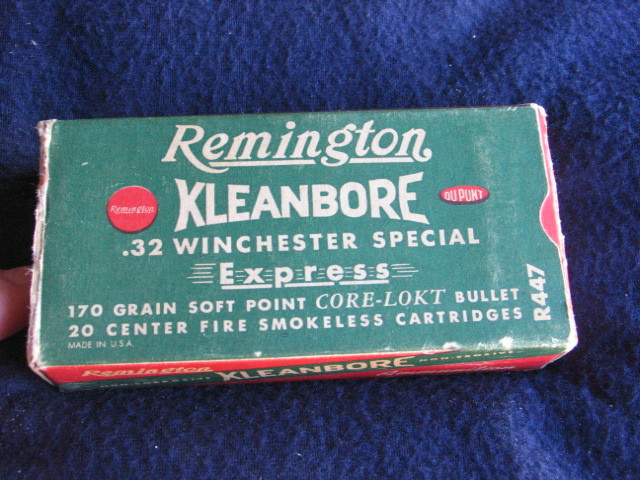 Remington
KLEANBORE
Remington
DU PONT
.32 WINCHESTER SPECIAL
Express
170 GRAIN SOFT POINT CORE-LOKT BULLET
20 CENTER FIRE SMOKELESS CARTRIDGES
MADE IN U.S.A.
R447
Remington
KLEANBORE
Remington